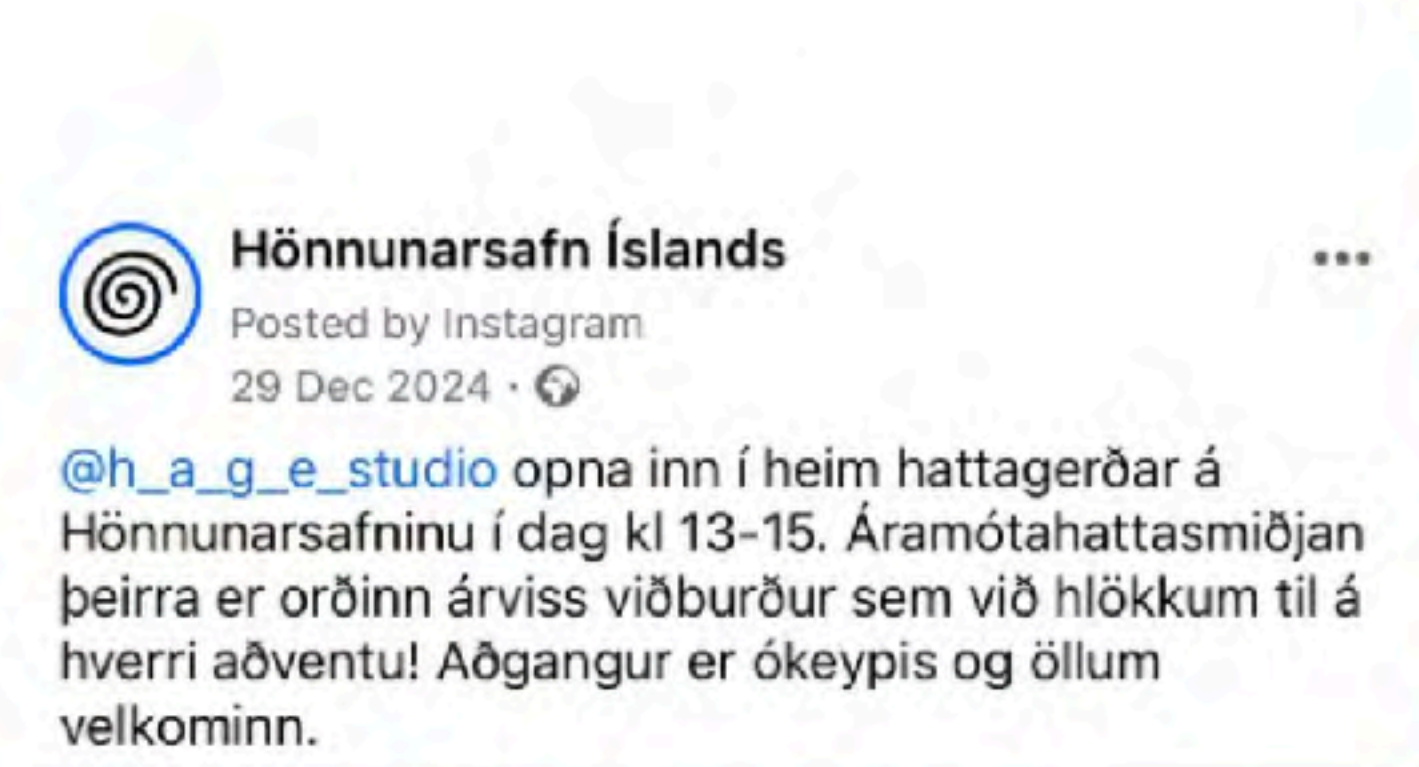 Hönnunarsafn Íslands
Posted by Instagram
29 Dec 2024 ·
@h_a_g_e_studio opna inn í heim hattagerðar á
Hönnunarsafninu í dag kl 13-15. Áramótahattasmiðjan
þeirra er orðinn árviss viðburður sem við hlökkum til á
hverri aðventu! Aðgangur er ókeypis og öllum
velkominn.